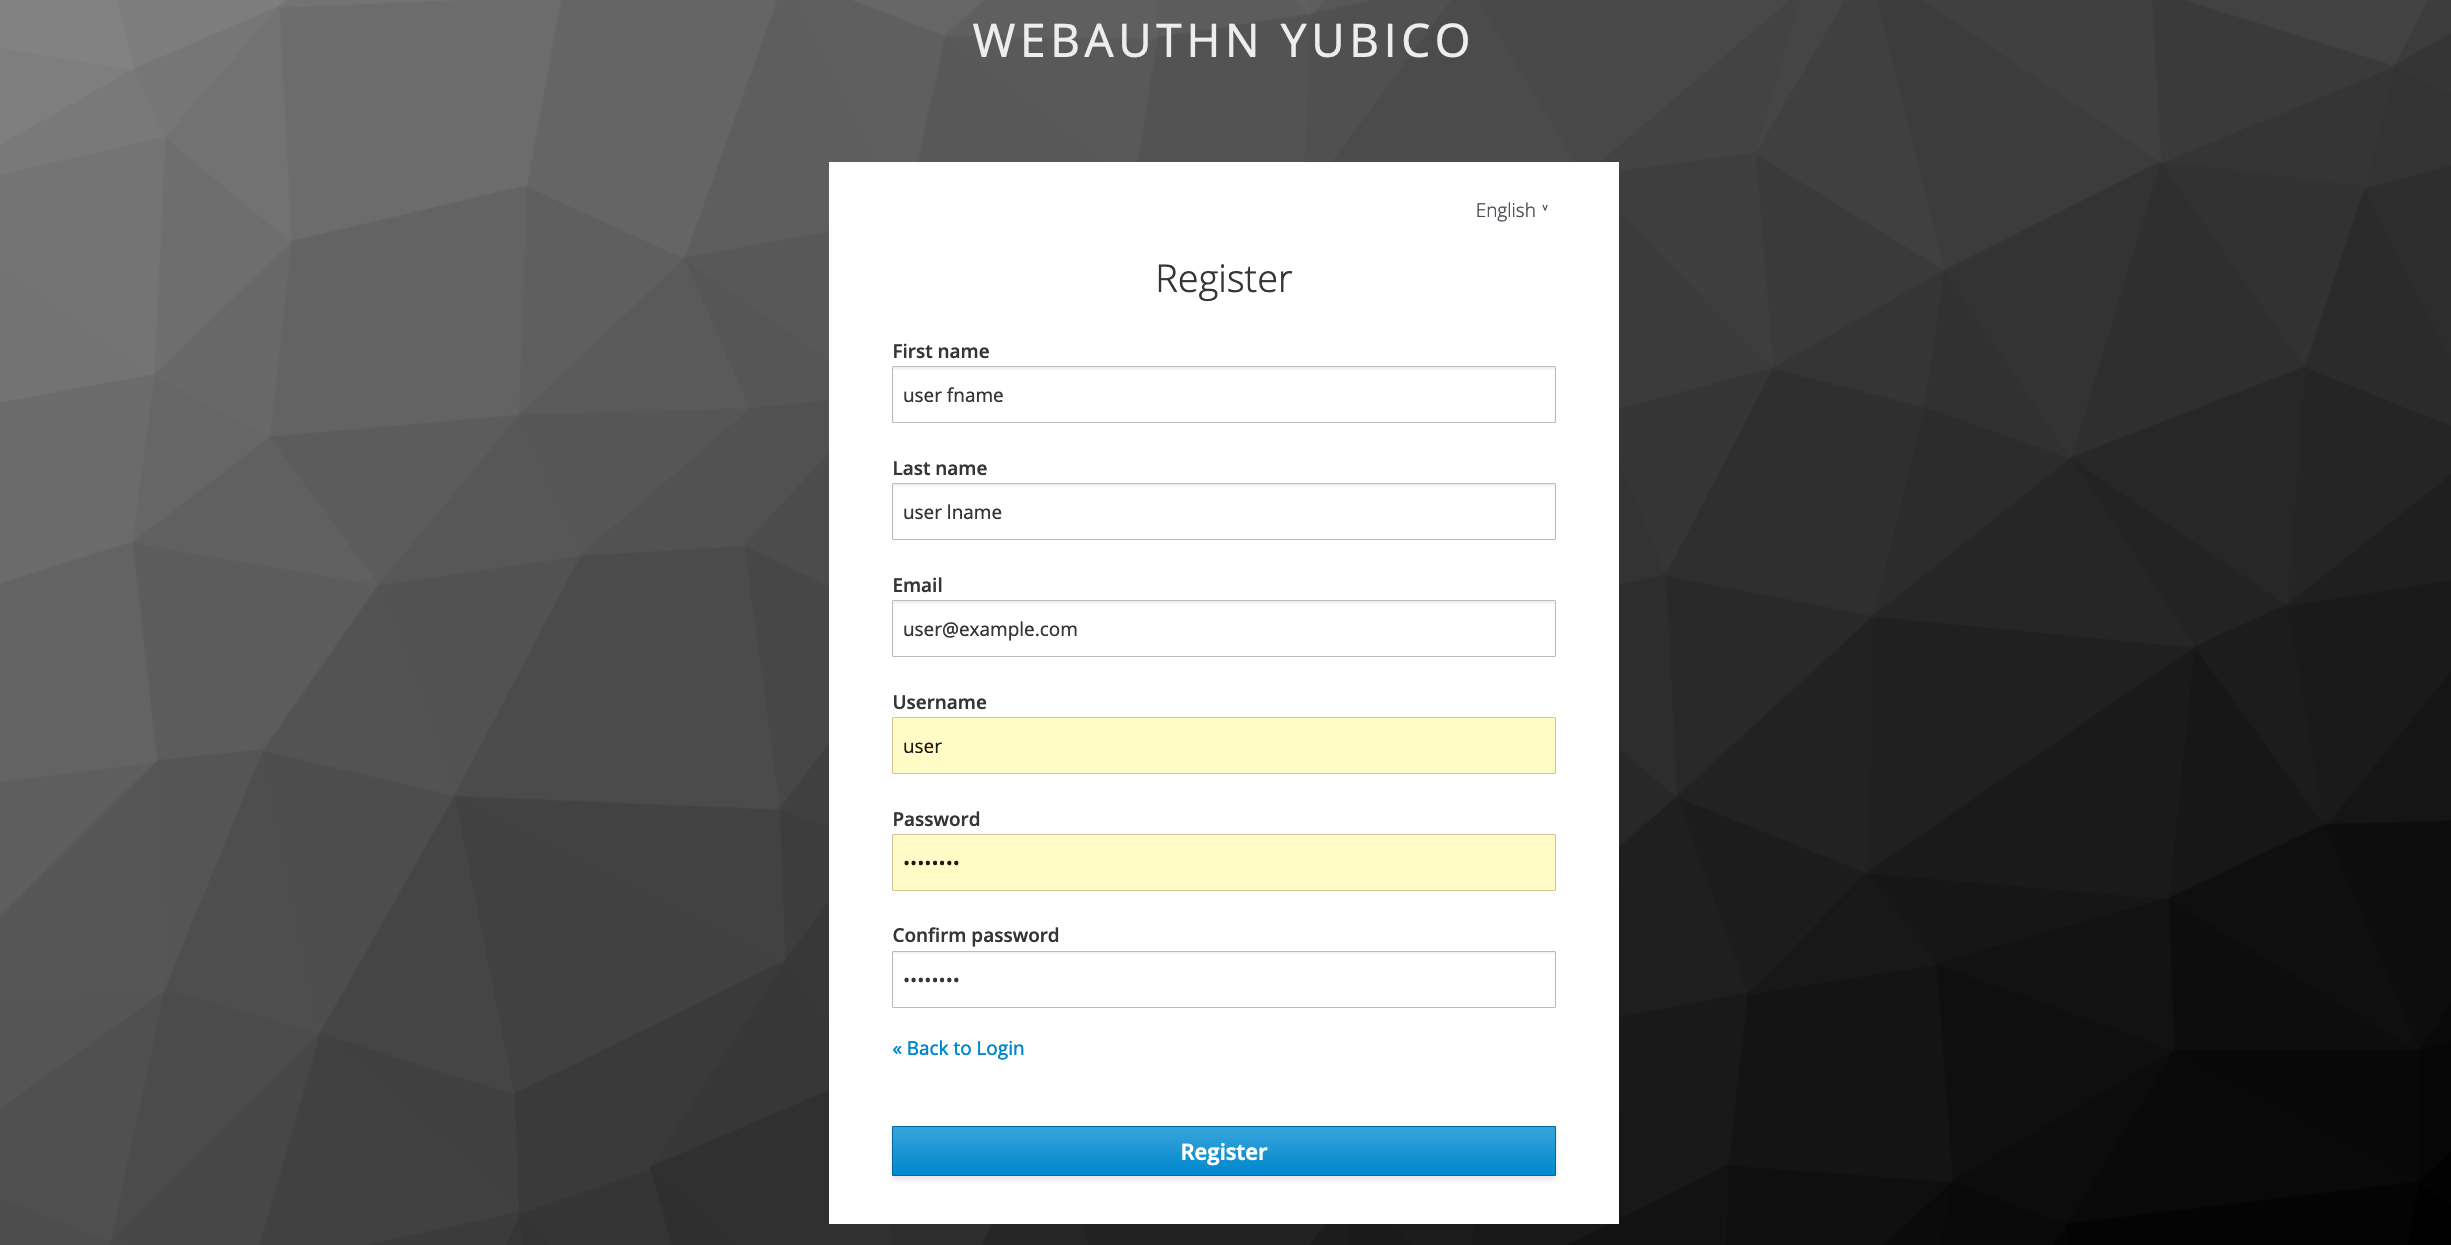 WEBAUTHN YUBICO
English ˅
Register
First name
user fname
Last name
user lname
Email
user@example.com
Username
user
Password
••••••••
Confirm password
••••••••
« Back to Login
Register